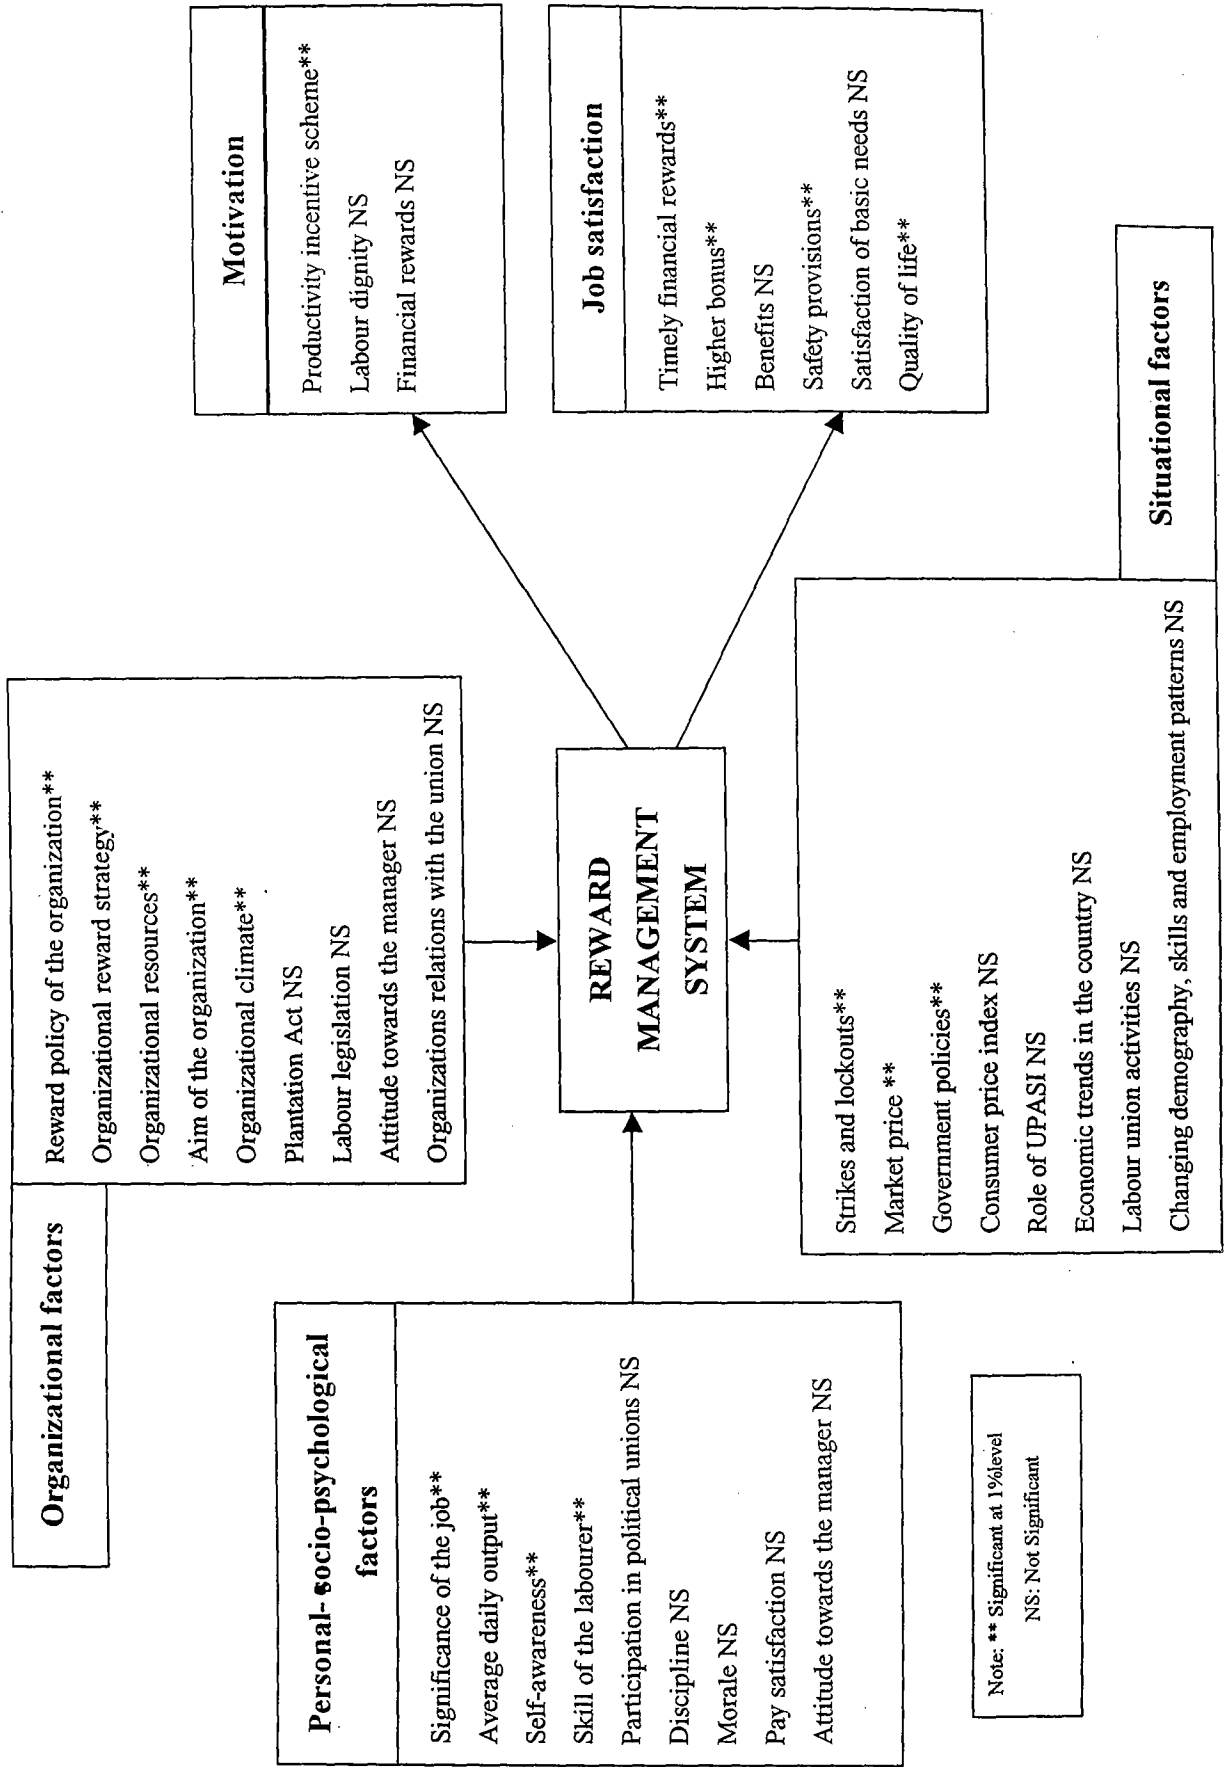 Organizational factors
Reward policy of the organization**
Organizational reward strategy**
Organizational resources**
Aim of the organization**
Organizational climate**
Plantation Act NS
Labour legislation NS
Attitude towards the manager NS
Organizations relations with the union NS
Motivation
Productivity incentive scheme**
Labour dignity NS
Financial rewards NS
Personal- socio-psychological
factors
Significance of the job**
Average daily output**
Self-awareness**
Skill of the labourer**
Participation in political unions NS
Discipline NS
Morale NS
Pay satisfaction NS
Attitude towards the manager NS
REWARD
MANAGEMENT
SYSTEM
Job satisfaction
Timely financial rewards**
Higher bonus**
Benefits NS
Safety provisions**
Satisfaction of basic needs NS
Quality of life**
Strikes and lockouts**
Market price **
Government policies**
Consumer price index NS
Role of UPASI NS
Economic trends in the country NS
Labour union activities NS
Changing demography, skills and employment patterns NS
Situational factors
Note: ** Significant at 1%level
NS: Not Significant